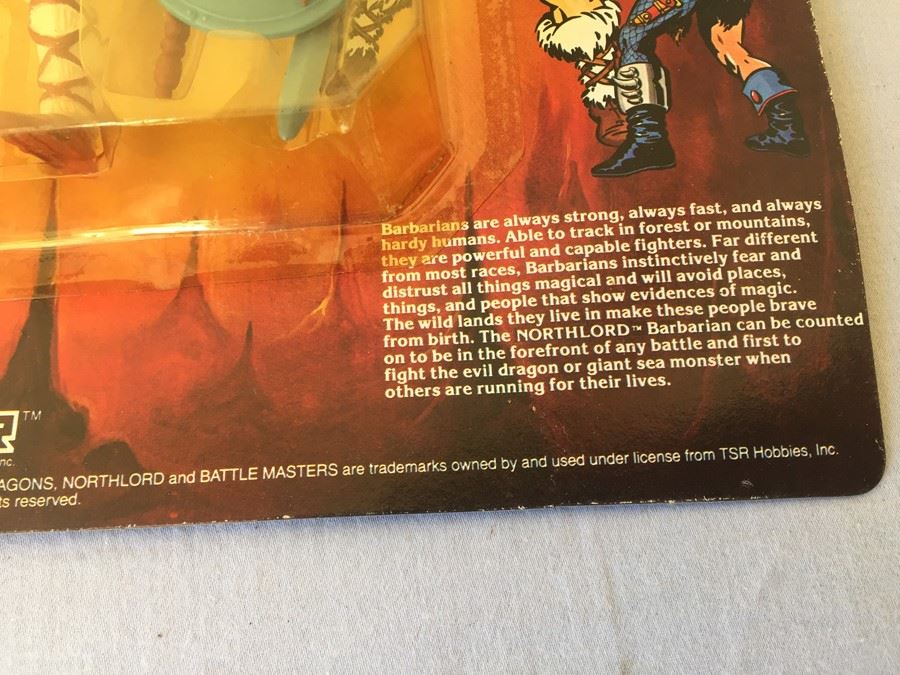 Barbarians are always strong, always fast, and always
hardy humans. Able to track in forest or mountains,
they are powerful and capable fighters. Far different
from most races, Barbarians instinctively fear and
distrust all things magical and will avoid places,
things, and people that show evidences of magic.
The wild lands they live in make these people brave
from birth. The NORTHLORD™ Barbarian can be counted
on to be in the forefront of any battle and first to
fight the evil dragon or giant sea monster when
others are running for their lives.
R™
nc.
AGONS, NORTHLORD and BATTLE MASTERS are trademarks owned by and used under license from TSR Hobbies, Inc.
ts reserved.